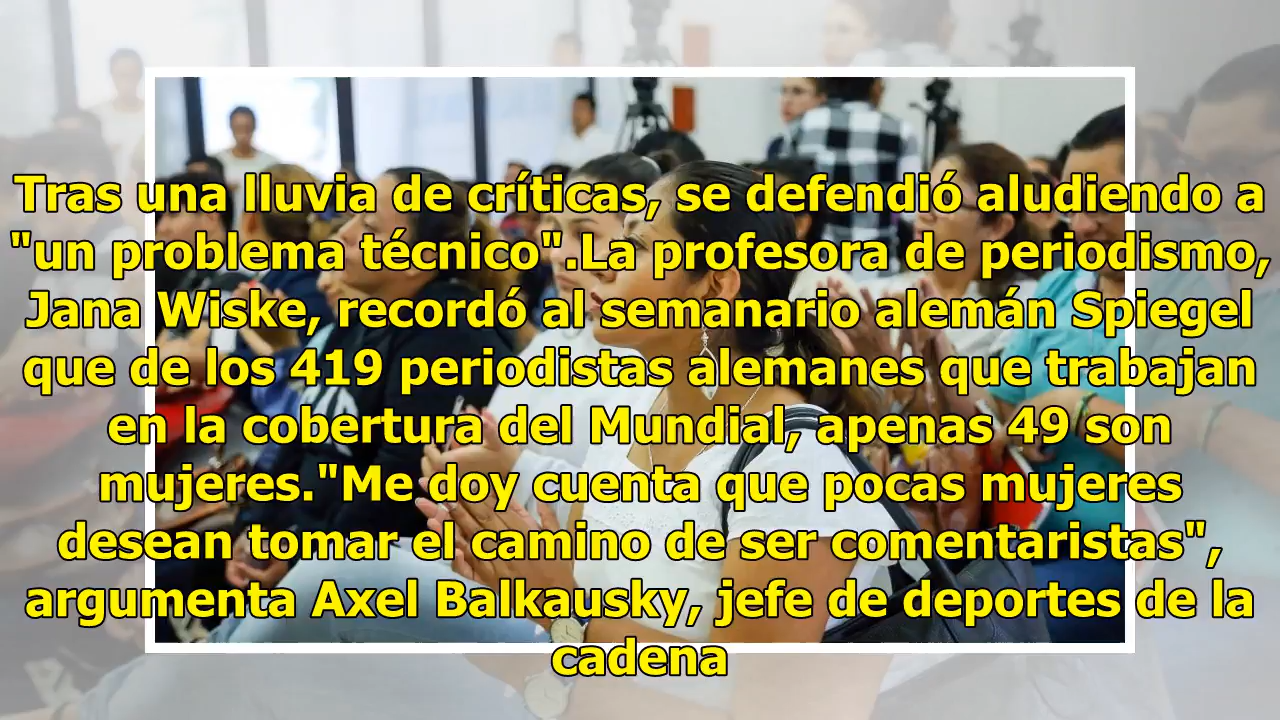 Tras una lluvia de críticas, se defendió aludiendo a
"un problema técnico".La profesora de periodismo,
Jana Wiske, recordó al semanario alemán Spiegel
que de los 419 periodistas alemanes que trabajan
en la cobertura del Mundial, apenas 49 son
mujeres."Me doy cuenta que pocas mujeres
desean tomar el camino de ser comentaristas",
argumenta Axel Balkausky, jefe de deportes de la
cadena